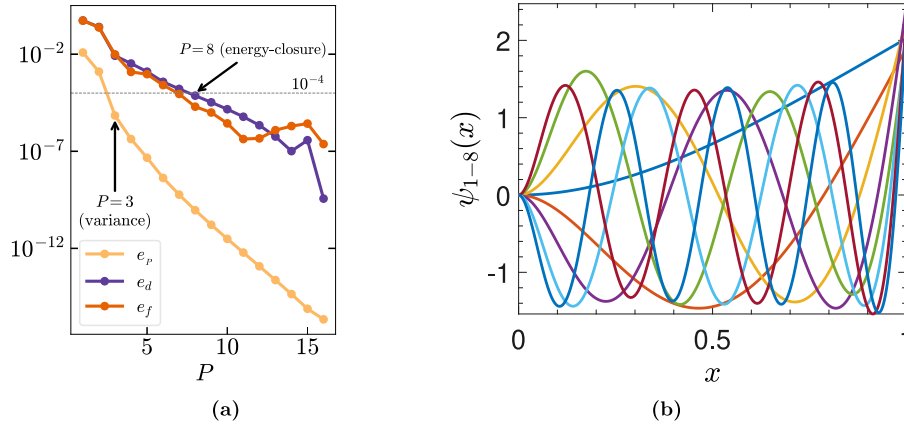 10^{-2}
10^{-7}
10^{-12}
P = 8 (energy-closure)
10^{-4}
P = 3
(variance)
e_P
e_d
e_f
5
10
15
P
(a)
2
1
0
-1
ψ_{1−8}(x)
0
0.5
x
(b)